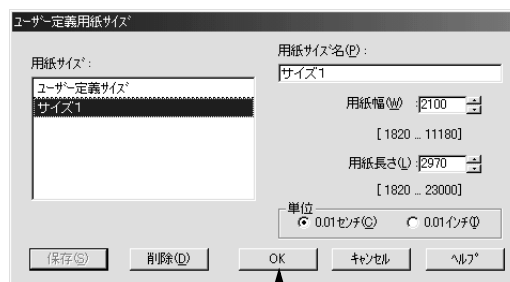 ユーザー定義用紙サイズ
用紙サイズ:
ユーザー定義サイズ
サイズ1
用紙サイズ名(P):
サイズ1
用紙幅(W) :2100
[1820 .. 11180]
用紙長さ(L):2970
[1820 .. 23000]
単位
0.01センチ(C) 0.01インチ(I)
保存(S) 削除(D) OK キャンセル ヘルプ